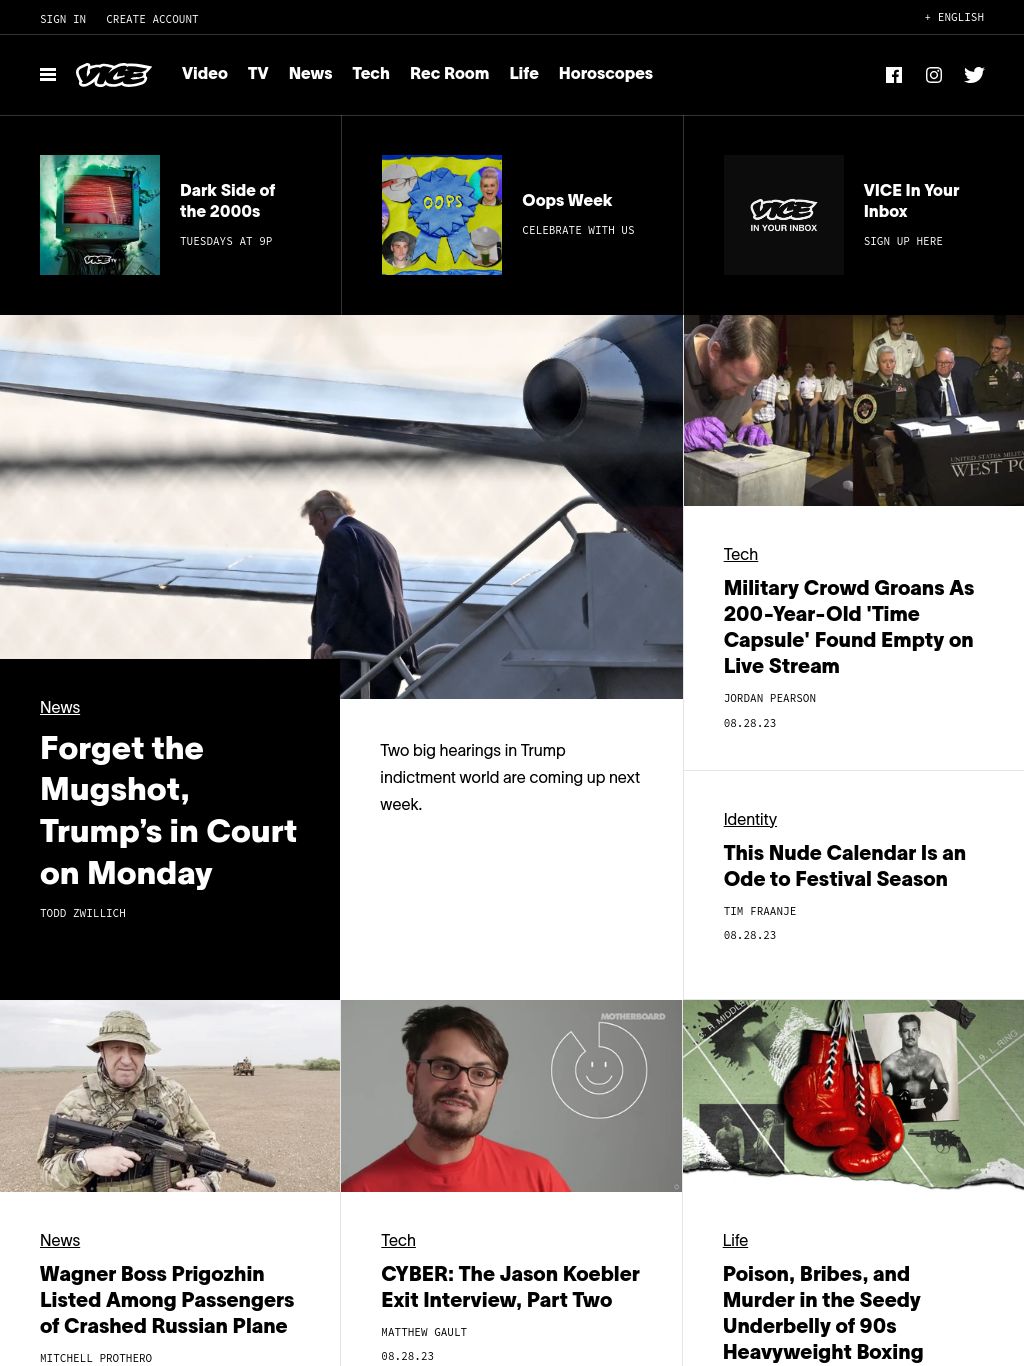 SIGN IN
CREATE ACCOUNT
+ ENGLISH
VICE
Video
TV
News
Tech
Rec Room
Life
Horoscopes
VICE TV
Dark Side of
the 2000s
TUESDAYS AT 9P
OOPS
Oops Week
CELEBRATE WITH US
VICE
IN YOUR INBOX
VICE In Your
Inbox
SIGN UP HERE
UNITED STATES MILI
WEST PO
Tech
Military Crowd Groans As
200-Year-Old 'Time
Capsule' Found Empty on
Live Stream
JORDAN PEARSON
08.28.23
News
Forget the
Mugshot,
Trump’s in Court
on Monday
TODD ZWILLICH
Two big hearings in Trump
indictment world are coming up next
week.
Identity
This Nude Calendar Is an
Ode to Festival Season
TIM FRAANJE
08.28.23
MOTHERBOARD
9. L. RING
News
Wagner Boss Prigozhin
Listed Among Passengers
of Crashed Russian Plane
MITCHELL PROTHERO
Tech
CYBER: The Jason Koebler
Exit Interview, Part Two
MATTHEW GAULT
08.28.23
Life
Poison, Bribes, and
Murder in the Seedy
Underbelly of 90s
Heavyweight Boxing